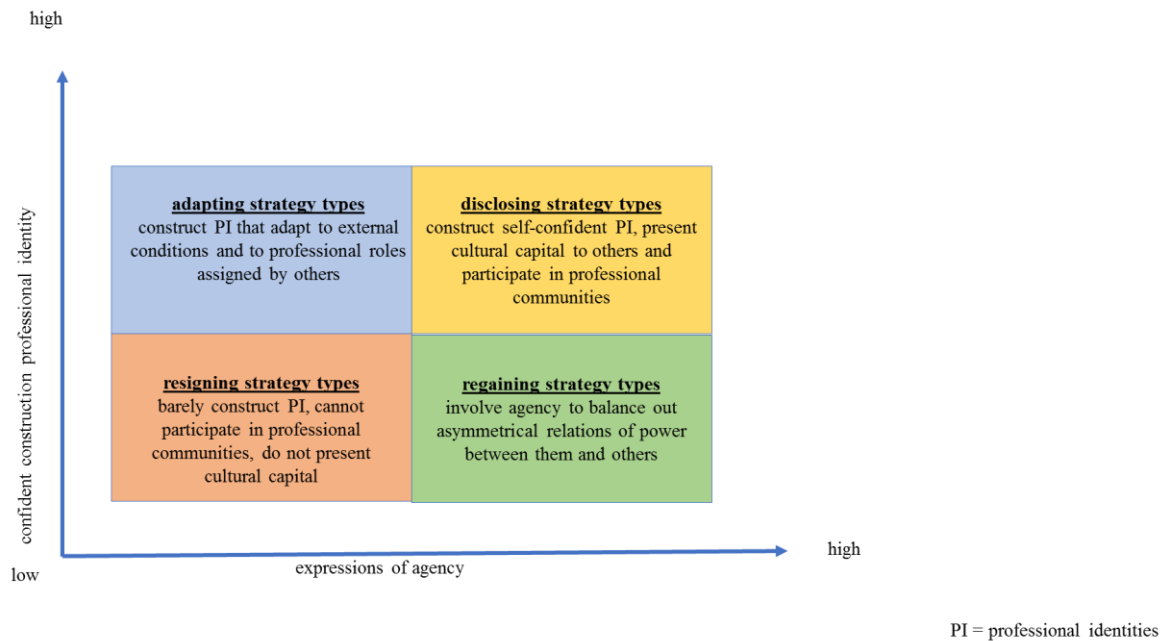 high
confident construction professional identity
adapting strategy types
construct PI that adapt to external
conditions and to professional roles
assigned by others
disclosing strategy types
construct self-confident PI, present
cultural capital to others and
participate in professional
communities
resigning strategy types
barely construct PI, cannot
participate in professional
communities, do not present
cultural capital
regaining strategy types
involve agency to balance out
asymmetrical relations of power
between them and others
low
expressions of agency
high
PI = professional identities